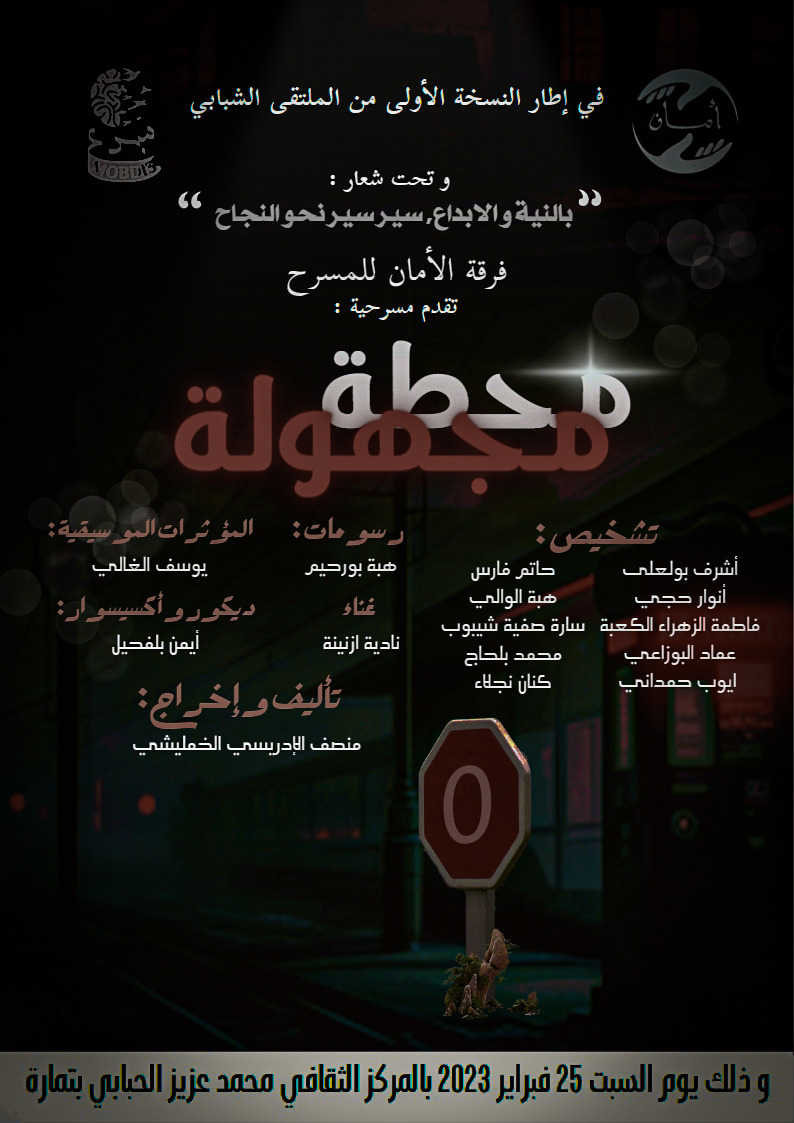 في إطار النسخة الأولى من الملتقى الشبابي
أمان
و تحت شعار :
" بالنية والابداع, سير سير نحو النجاح "
فرقة الأمان للمسرح
تقدم مسرحية :
محطة
مجهولة
تشخيص:
أشرف بولعلى
أنوار حجي
فاطمة الزهراء الكعبة
عماد البوزاعي
ايوب حمداني
حاتم فارس
هبة الوالي
سارة صفية شيبوب
محمد بلحاج
كنان نجلاء
رسومات:
هبة بورحيم
المؤثرات الموسيقية:
يوسف الغالي
غناء
نادية ازنينة
ديكور و أكسيسوار:
أيمن بلفحيل
تأليف و إخراج:
منصف الإدريسي الخمليشي
0
و ذلك يوم السبت 25 فبراير 2023 بالمركز الثقافي محمد عزيز الحبابي بتمارة